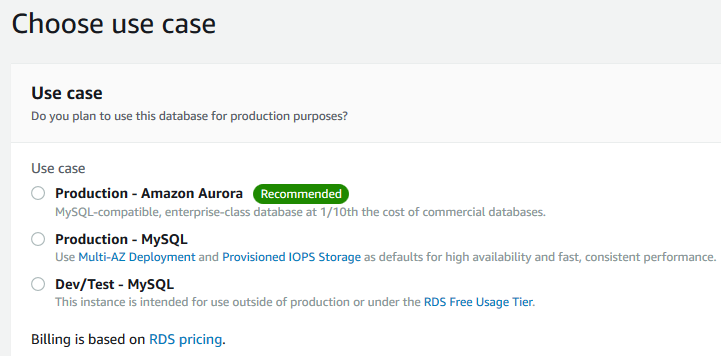 Choose use case
Use case
Do you plan to use this database for production purposes?
Use case
Production - Amazon Aurora Recommended
MySQL-compatible, enterprise-class database at 1/10th the cost of commercial databases.
Production - MySQL
Use Multi-AZ Deployment and Provisioned IOPS Storage as defaults for high availability and fast, consistent performance.
Dev/Test - MySQL
This instance is intended for use outside of production or under the RDS Free Usage Tier.
Billing is based on RDS pricing.